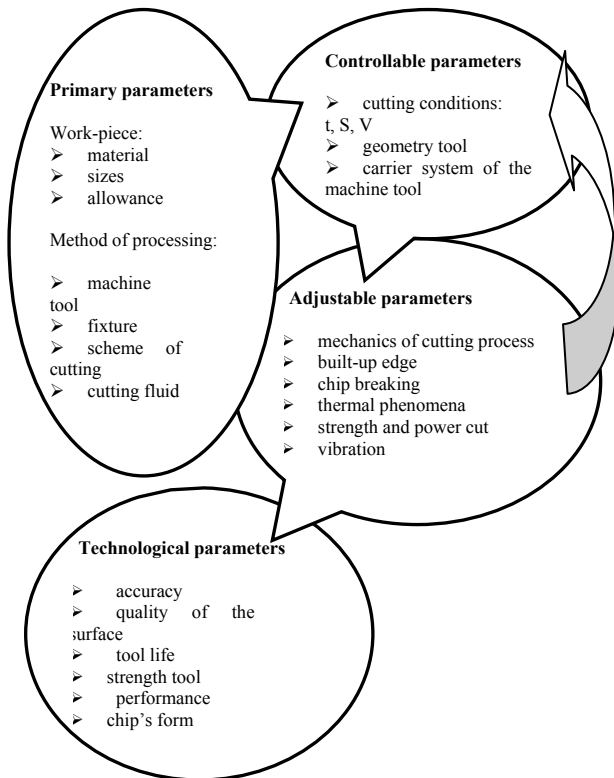 Primary parameters
Work-piece:
➢ material
➢ sizes
➢ allowance
Method of processing:
➢ machine
tool
➢ fixture
➢ scheme of
cutting
➢ cutting fluid
Controllable parameters
➢ cutting conditions:
t, S, V
➢ geometry tool
➢ carrier system of the
machine tool
Adjustable parameters
➢ mechanics of cutting process
➢ built-up edge
➢ chip breaking
➢ thermal phenomena
➢ strength and power cut
➢ vibration
Technological parameters
➢ accuracy
➢ quality of the
surface
➢ tool life
➢ strength tool
➢ performance
➢ chip’s form